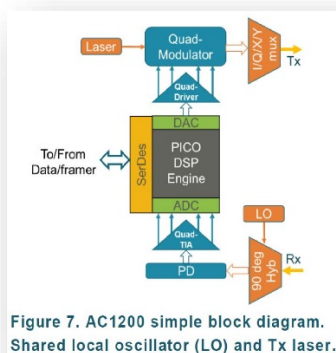 Laser
Quad-
Modulator
I/Q/X/Y
mux
Tx
Quad-
Driver
DAC
To/From
Data/framer
SerDes
PICO
DSP
Engine
ADC
LO
Quad-
TIA
PD
90 deg
Hyb
Rx
Figure 7. AC1200 simple block diagram.
Shared local oscillator (LO) and Tx laser.